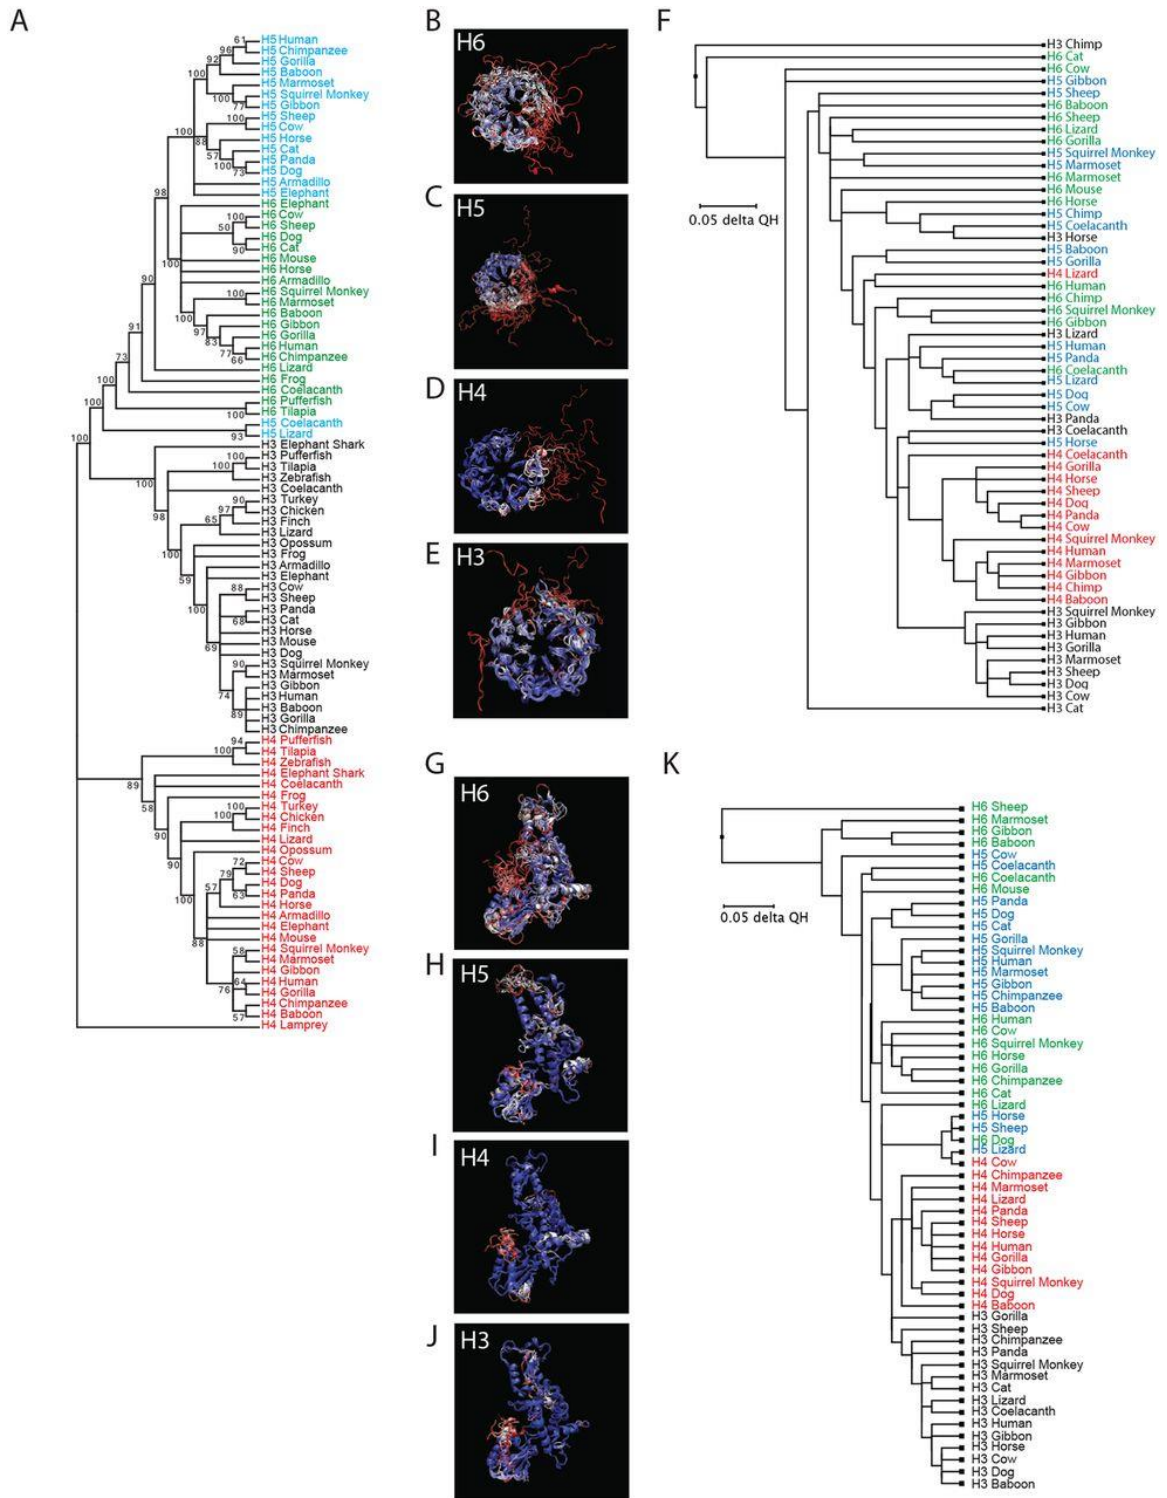 A
61
H5 Human
96
H5 Chimpanzee
92
H5 Gorilla
100
H5 Baboon
H5 Marmoset
100
H5 Squirrel Monkey
77
H5 Gibbon
100
H5 Sheep
100
H5 Cow
88
H5 Horse
57
H5 Cat
100
H5 Panda
73
H5 Dog
H5 Armadillo
98
H5 Elephant
H6 Elephant
100
H6 Cow
50
H6 Sheep
H6 Dog
90
H6 Cat
100
H6 Mouse
H6 Horse
90
H6 Armadillo
100
H6 Squirrel Monkey
H6 Marmoset
H6 Baboon
97
H6 Gibbon
83
H6 Gorilla
91
77
H6 Human
66
H6 Chimpanzee
73
H6 Lizard
H6 Frog
100
H6 Coelacanth
H6 Pufferfish
100
H6 Tilapia
100
H5 Coelacanth
93
H5 Lizard
100
H3 Elephant Shark
100
H3 Pufferfish
100
H3 Tilapia
H3 Zebrafish
100
H3 Coelacanth
90
H3 Turkey
97
H3 Chicken
98
65
H3 Finch
H3 Lizard
H3 Opossum
100
H3 Frog
H3 Armadillo
59
H3 Elephant
88
H3 Cow
H3 Sheep
100
H3 Panda
68
H3 Cat
H3 Horse
H3 Mouse
69
H3 Dog
90
H3 Squirrel Monkey
H3 Marmoset
H3 Gibbon
74
H3 Human
H3 Baboon
89
H3 Gorilla
H3 Chimpanzee
94
H4 Pufferfish
100
H4 Tilapia
H4 Zebrafish
H4 Elephant Shark
89
H4 Coelacanth
H4 Frog
58
100
H4 Turkey
100
H4 Chicken
H4 Finch
90
H4 Lizard
H4 Opossum
90
72
H4 Cow
79
H4 Sheep
57
H4 Dog
63
H4 Panda
100
H4 Horse
H4 Armadillo
H4 Elephant
88
H4 Mouse
58
H4 Squirrel Monkey
H4 Marmoset
H4 Gibbon
64
H4 Human
76
H4 Gorilla
H4 Chimpanzee
57
H4 Baboon
H4 Lamprey
B
H6
C
H5
D
H4
E
H3
F
0.05 delta QH
H3 Chimp
H6 Cat
H6 Cow
H5 Gibbon
H5 Sheep
H6 Baboon
H6 Sheep
H6 Lizard
H6 Gorilla
H5 Squirrel Monkey
H5 Marmoset
H6 Marmoset
H6 Mouse
H6 Horse
H5 Chimp
H5 Coelacanth
H3 Horse
H5 Baboon
H5 Gorilla
H4 Lizard
H6 Human
H6 Chimp
H6 Squirrel Monkey
H6 Gibbon
H3 Lizard
H5 Human
H5 Panda
H6 Coelacanth
H5 Lizard
H5 Dog
H5 Cow
H3 Panda
H3 Coelacanth
H5 Horse
H4 Coelacanth
H4 Gorilla
H4 Horse
H4 Sheep
H4 Dog
H4 Panda
H4 Cow
H4 Squirrel Monkey
H4 Human
H4 Marmoset
H4 Gibbon
H4 Chimp
H4 Baboon
H3 Squirrel Monkey
H3 Gibbon
H3 Human
H3 Gorilla
H3 Marmoset
H3 Sheep
H3 Dog
H3 Cow
H3 Cat
G
H6
H
H5
I
H4
J
H3
K
0.05 delta QH
H6 Sheep
H6 Marmoset
H6 Gibbon
H6 Baboon
H5 Cow
H5 Coelacanth
H6 Coelacanth
H6 Mouse
H5 Panda
H5 Dog
H5 Cat
H5 Gorilla
H5 Squirrel Monkey
H5 Human
H5 Marmoset
H5 Gibbon
H5 Chimpanzee
H5 Baboon
H6 Human
H6 Cow
H6 Squirrel Monkey
H6 Horse
H6 Gorilla
H6 Chimpanzee
H6 Cat
H6 Lizard
H5 Horse
H5 Sheep
H6 Dog
H5 Lizard
H4 Cow
H4 Chimpanzee
H4 Marmoset
H4 Lizard
H4 Panda
H4 Sheep
H4 Horse
H4 Human
H4 Gorilla
H4 Gibbon
H4 Squirrel Monkey
H4 Dog
H4 Baboon
H3 Gorilla
H3 Sheep
H3 Chimpanzee
H3 Panda
H3 Squirrel Monkey
H3 Marmoset
H3 Cat
H3 Lizard
H3 Coelacanth
H3 Human
H3 Gibbon
H3 Horse
H3 Cow
H3 Dog
H3 Baboon